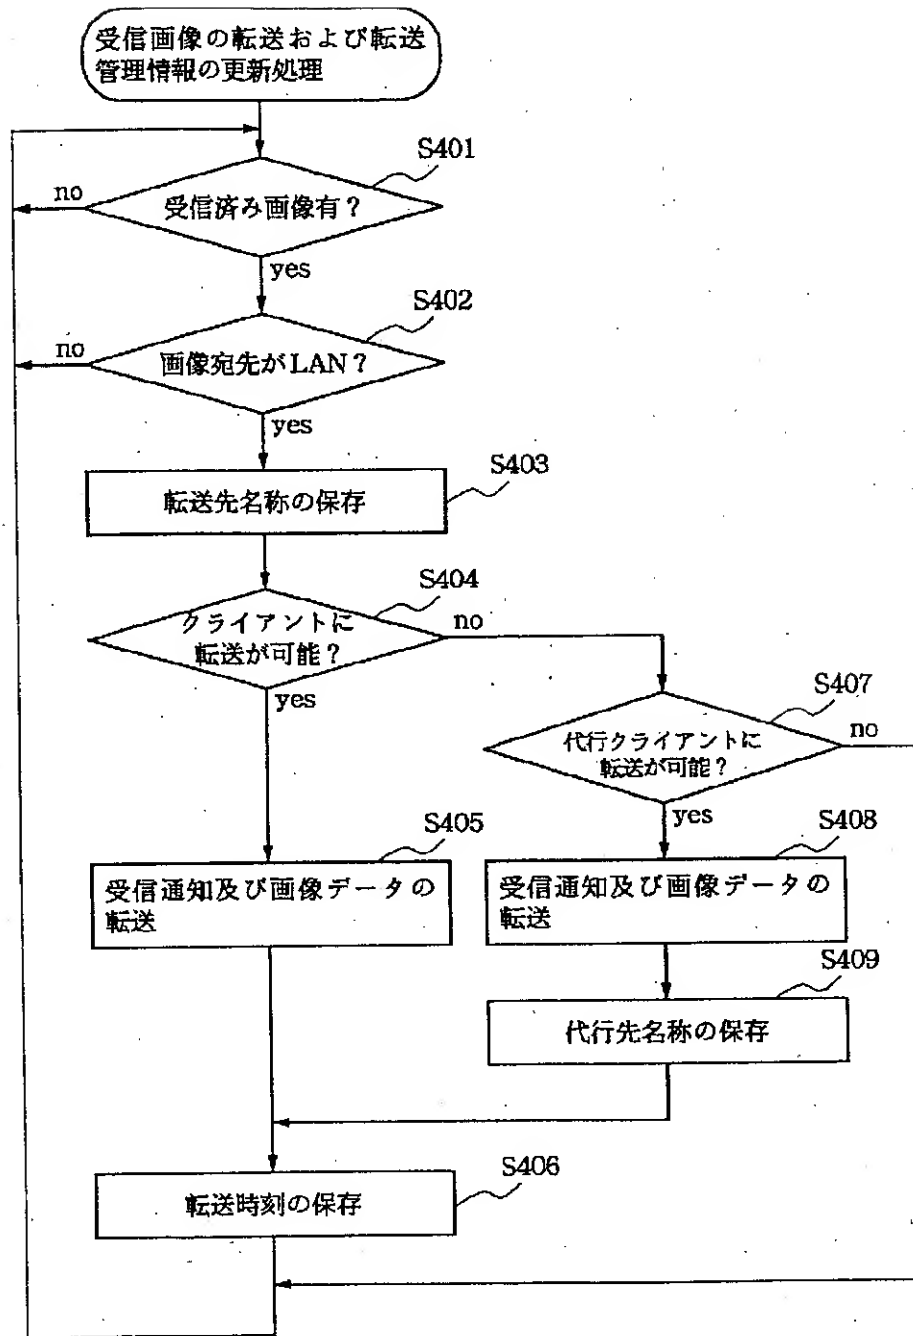 受信画像の転送および転送
管理情報の更新処理
S401
no
受信済み画像有？
yes
S402
no
画像宛先がLAN？
yes
S403
転送先名称の保存
S404
クライアントに
転送が可能？
no
yes
S407
代行クライアントに
転送が可能？
no
yes
S405
受信通知及び画像データの
転送
S408
受信通知及び画像データの
転送
S409
代行先名称の保存
S406
転送時刻の保存